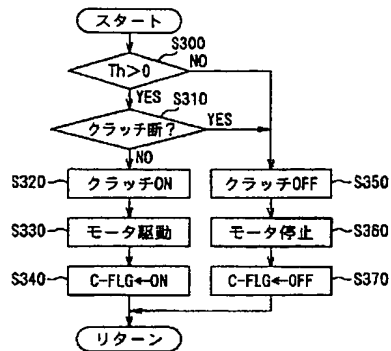 スタート
S300
Th>0
NO
YES
S310
クラッチ断?
YES
NO
S320
クラッチON
クラッチOFF
S350
S330
モータ駆動
モータ停止
S360
S340
C-FLG←ON
C-FLG←OFF
S370
リターン